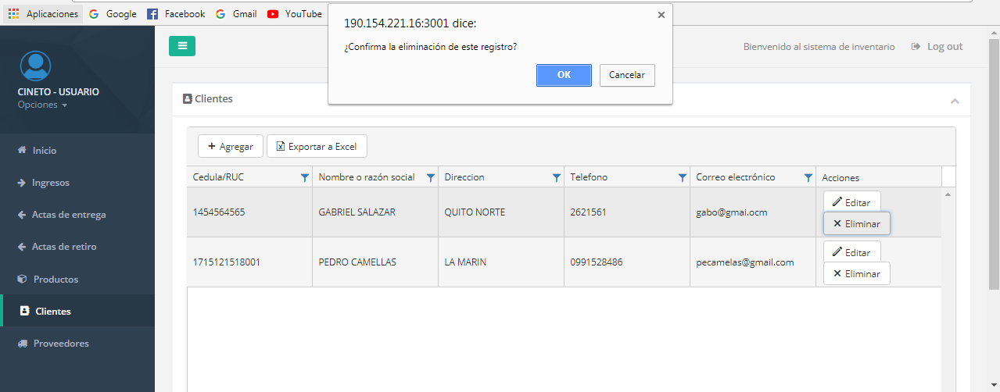 Aplicaciones Google Facebook Gmail YouTube
190.154.221.16:3001 dice:
¿Confirma la eliminación de este registro?
OK Cancelar
CINETO - USUARIO
Opciones
Inicio
Ingresos
Actas de entrega
Actas de retiro
Productos
Clientes
Proveedores
Bienvenido al sistema de inventario Log out
Clientes
Agregar Exportar a Excel
Cedula/RUC Nombre o razón social Direccion Telefono Correo electrónico Acciones
1454564565 GABRIEL SALAZAR QUITO NORTE 2621561 gabo@gmai.ocm Editar
Eliminar
1715121518001 PEDRO CAMELLAS LA MARIN 0991528486 pecamelas@gmail.com Editar
Eliminar